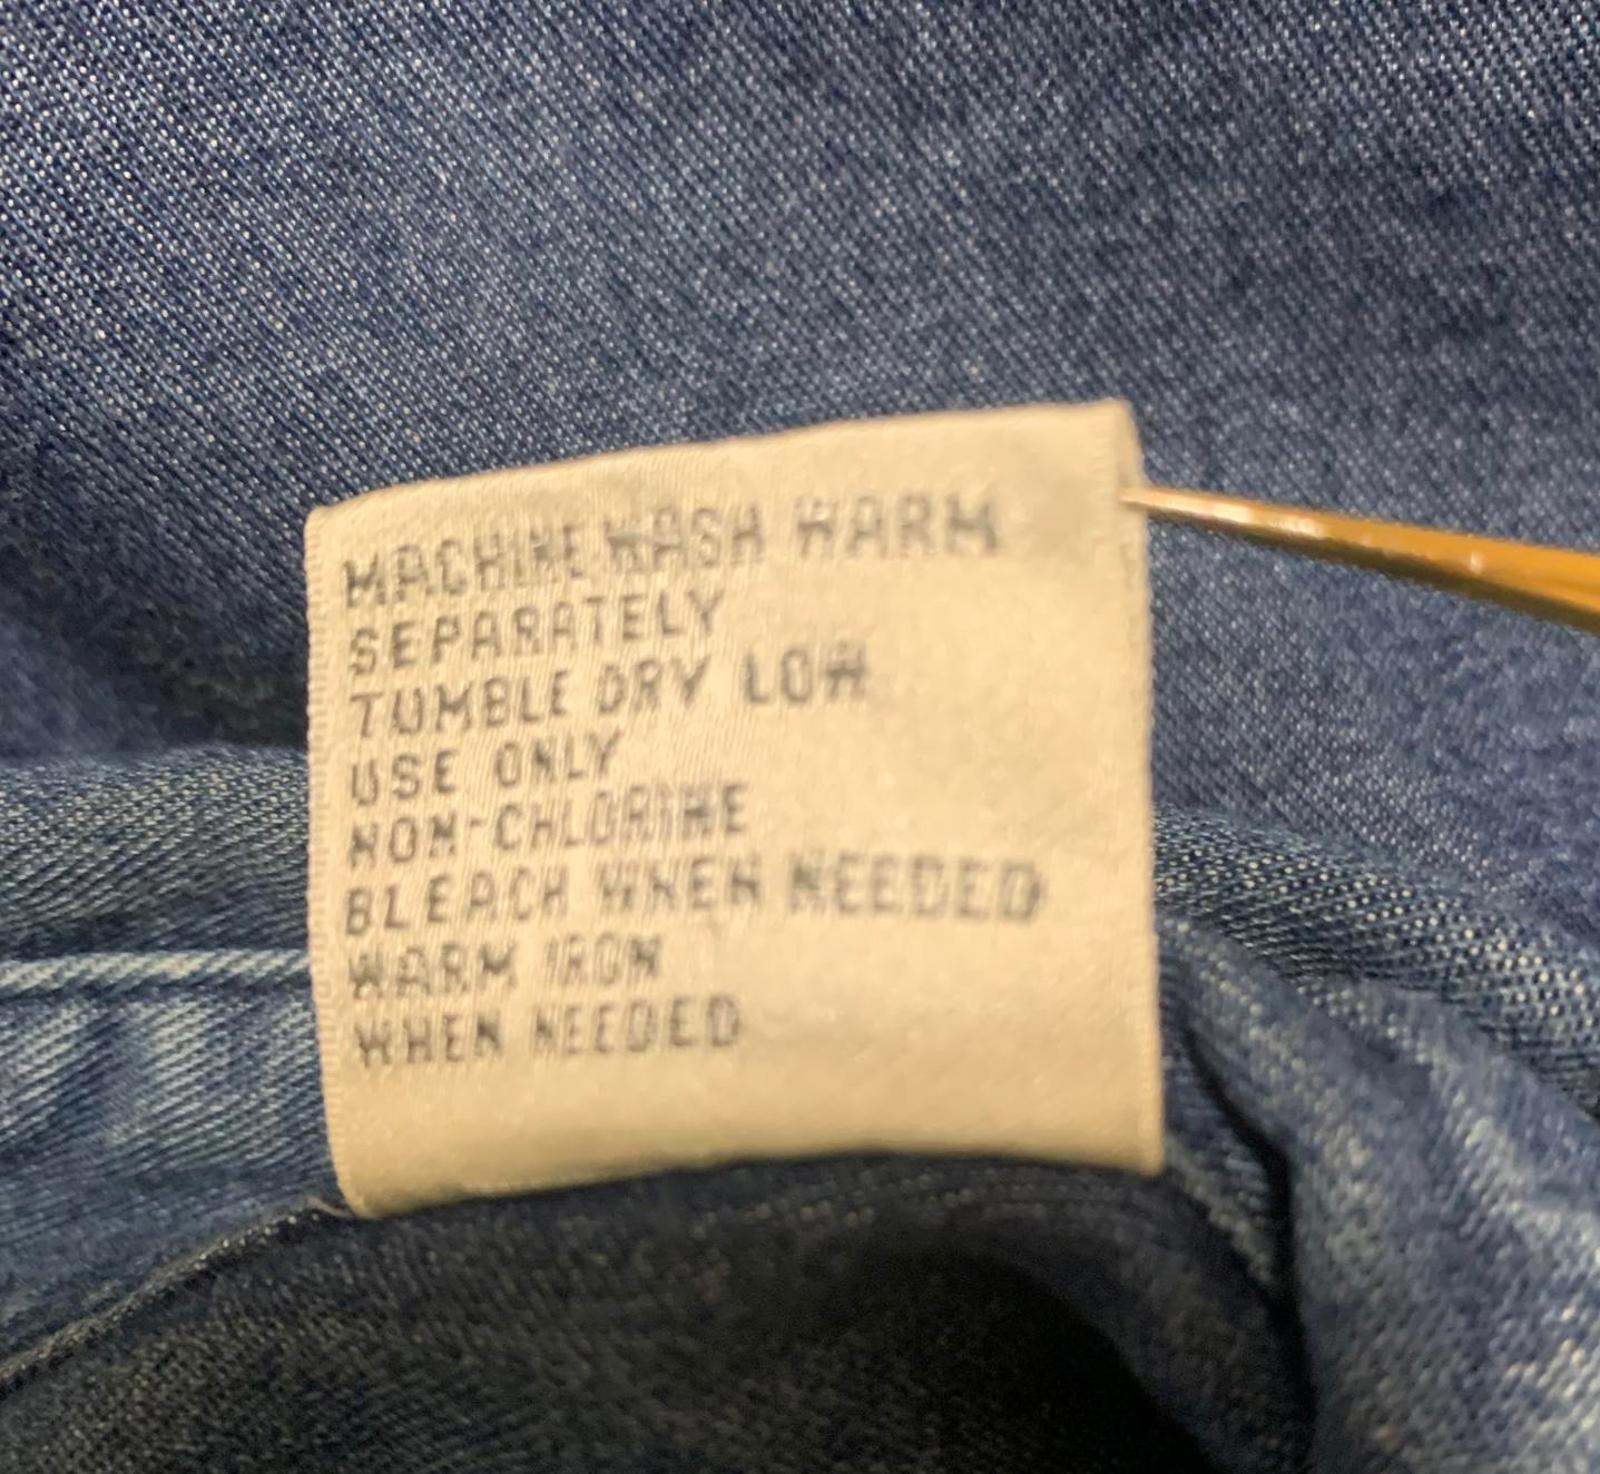 MACHINE WASH WARM
SEPARATELY
TUMBLE DRY LOW
USE ONLY
NON-CHLORINE
BLEACH WHEN NEEDED
WARM IRON
WHEN NEEDED